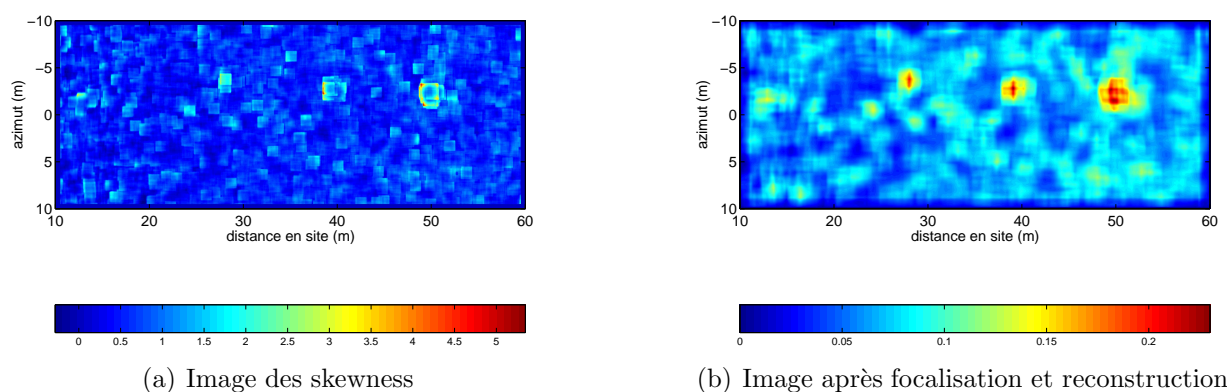 −10
−5
0
5
10
azimut (m)
10 20 30 40 50 60
distance en site (m)
0 0.5 1 1.5 2 2.5 3 3.5 4 4.5 5
(a) Image des skewness
−10
−5
0
5
10
azimut (m)
10 20 30 40 50 60
distance en site (m)
0 0.05 0.1 0.15 0.2
(b) Image après focalisation et reconstruction